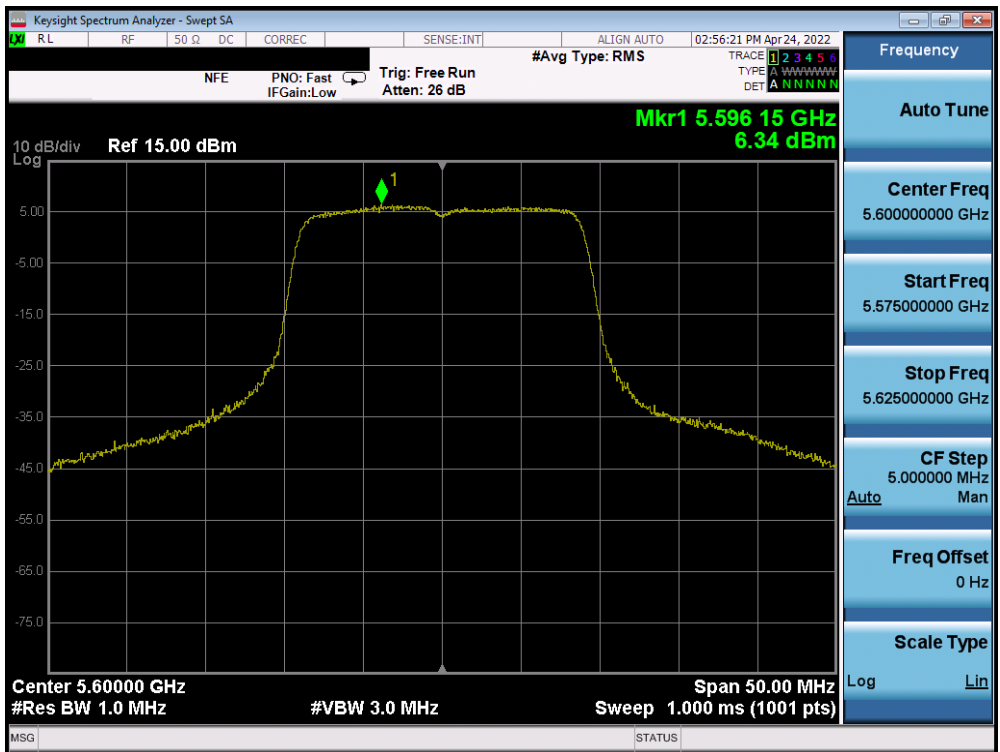 Keysight Spectrum Analyzer - Swept SA
LXI RL RF 50 Ω DC CORREC SENSE:INT ALIGN AUTO 02:56:21 PM Apr 24, 2022
#Avg Type: RMS TRACE 1 2 3 4 5 6
NFE PNO: Fast Trig: Free Run TYPE A WWWWW
IFGain:Low Atten: 26 dB DET A N N N N N
Mkr1 5.596 15 GHz
6.34 dBm
10 dB/div Ref 15.00 dBm
Log
1
5.00
-5.00
-15.0
-25.0
-35.0
-45.0
-55.0
-65.0
-75.0
Center 5.60000 GHz Span 50.00 MHz
#Res BW 1.0 MHz #VBW 3.0 MHz Sweep 1.000 ms (1001 pts)
MSG STATUS
Frequency
Auto Tune
Center Freq
5.600000000 GHz
Start Freq
5.575000000 GHz
Stop Freq
5.625000000 GHz
CF Step
5.000000 MHz
Auto Man
Freq Offset
0 Hz
Scale Type
Log Lin